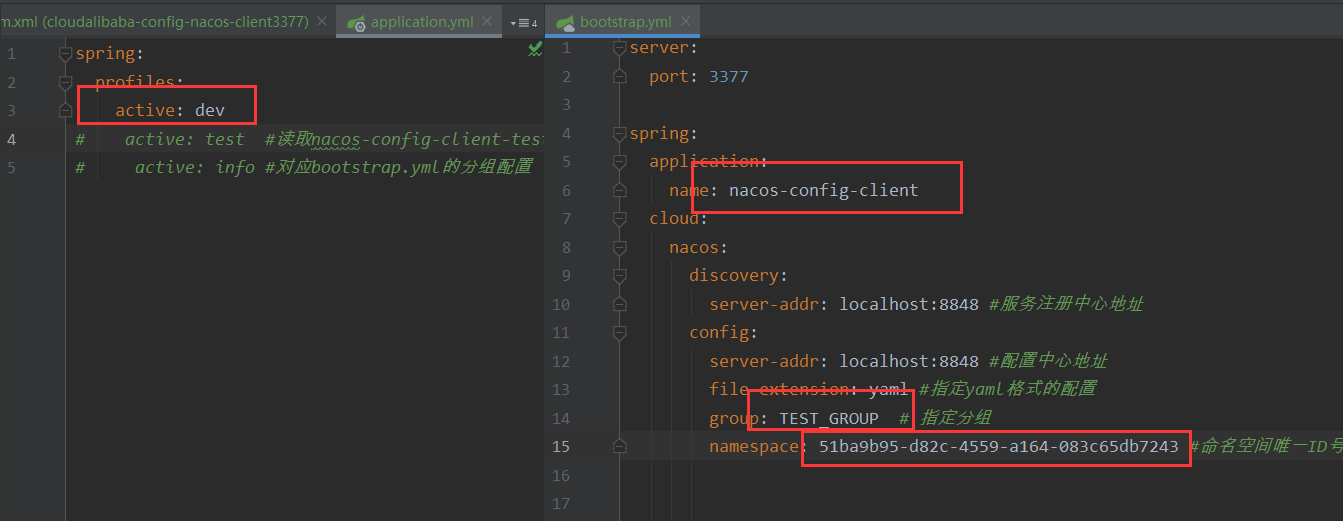 m.xml (cloudalibaba-config-nacos-client3377)
application.yml
4
bootstrap.yml
1 spring:
2 profiles:
3 active: dev
4 # active: test #读取nacos-config-client-test
5 # active: info #对应bootstrap.yml的分组配置
1 server:
2 port: 3377
3
4 spring:
5 application:
6 name: nacos-config-client
7 cloud:
8 nacos:
9 discovery:
10 server-addr: localhost:8848 #服务注册中心地址
11 config:
12 server-addr: localhost:8848 #配置中心地址
13 file-extension: yaml #指定yaml格式的配置
14 group: TEST_GROUP # 指定分组
15 namespace: 51ba9b95-d82c-4559-a164-083c65db7243 #命名空间唯一ID号
16
17